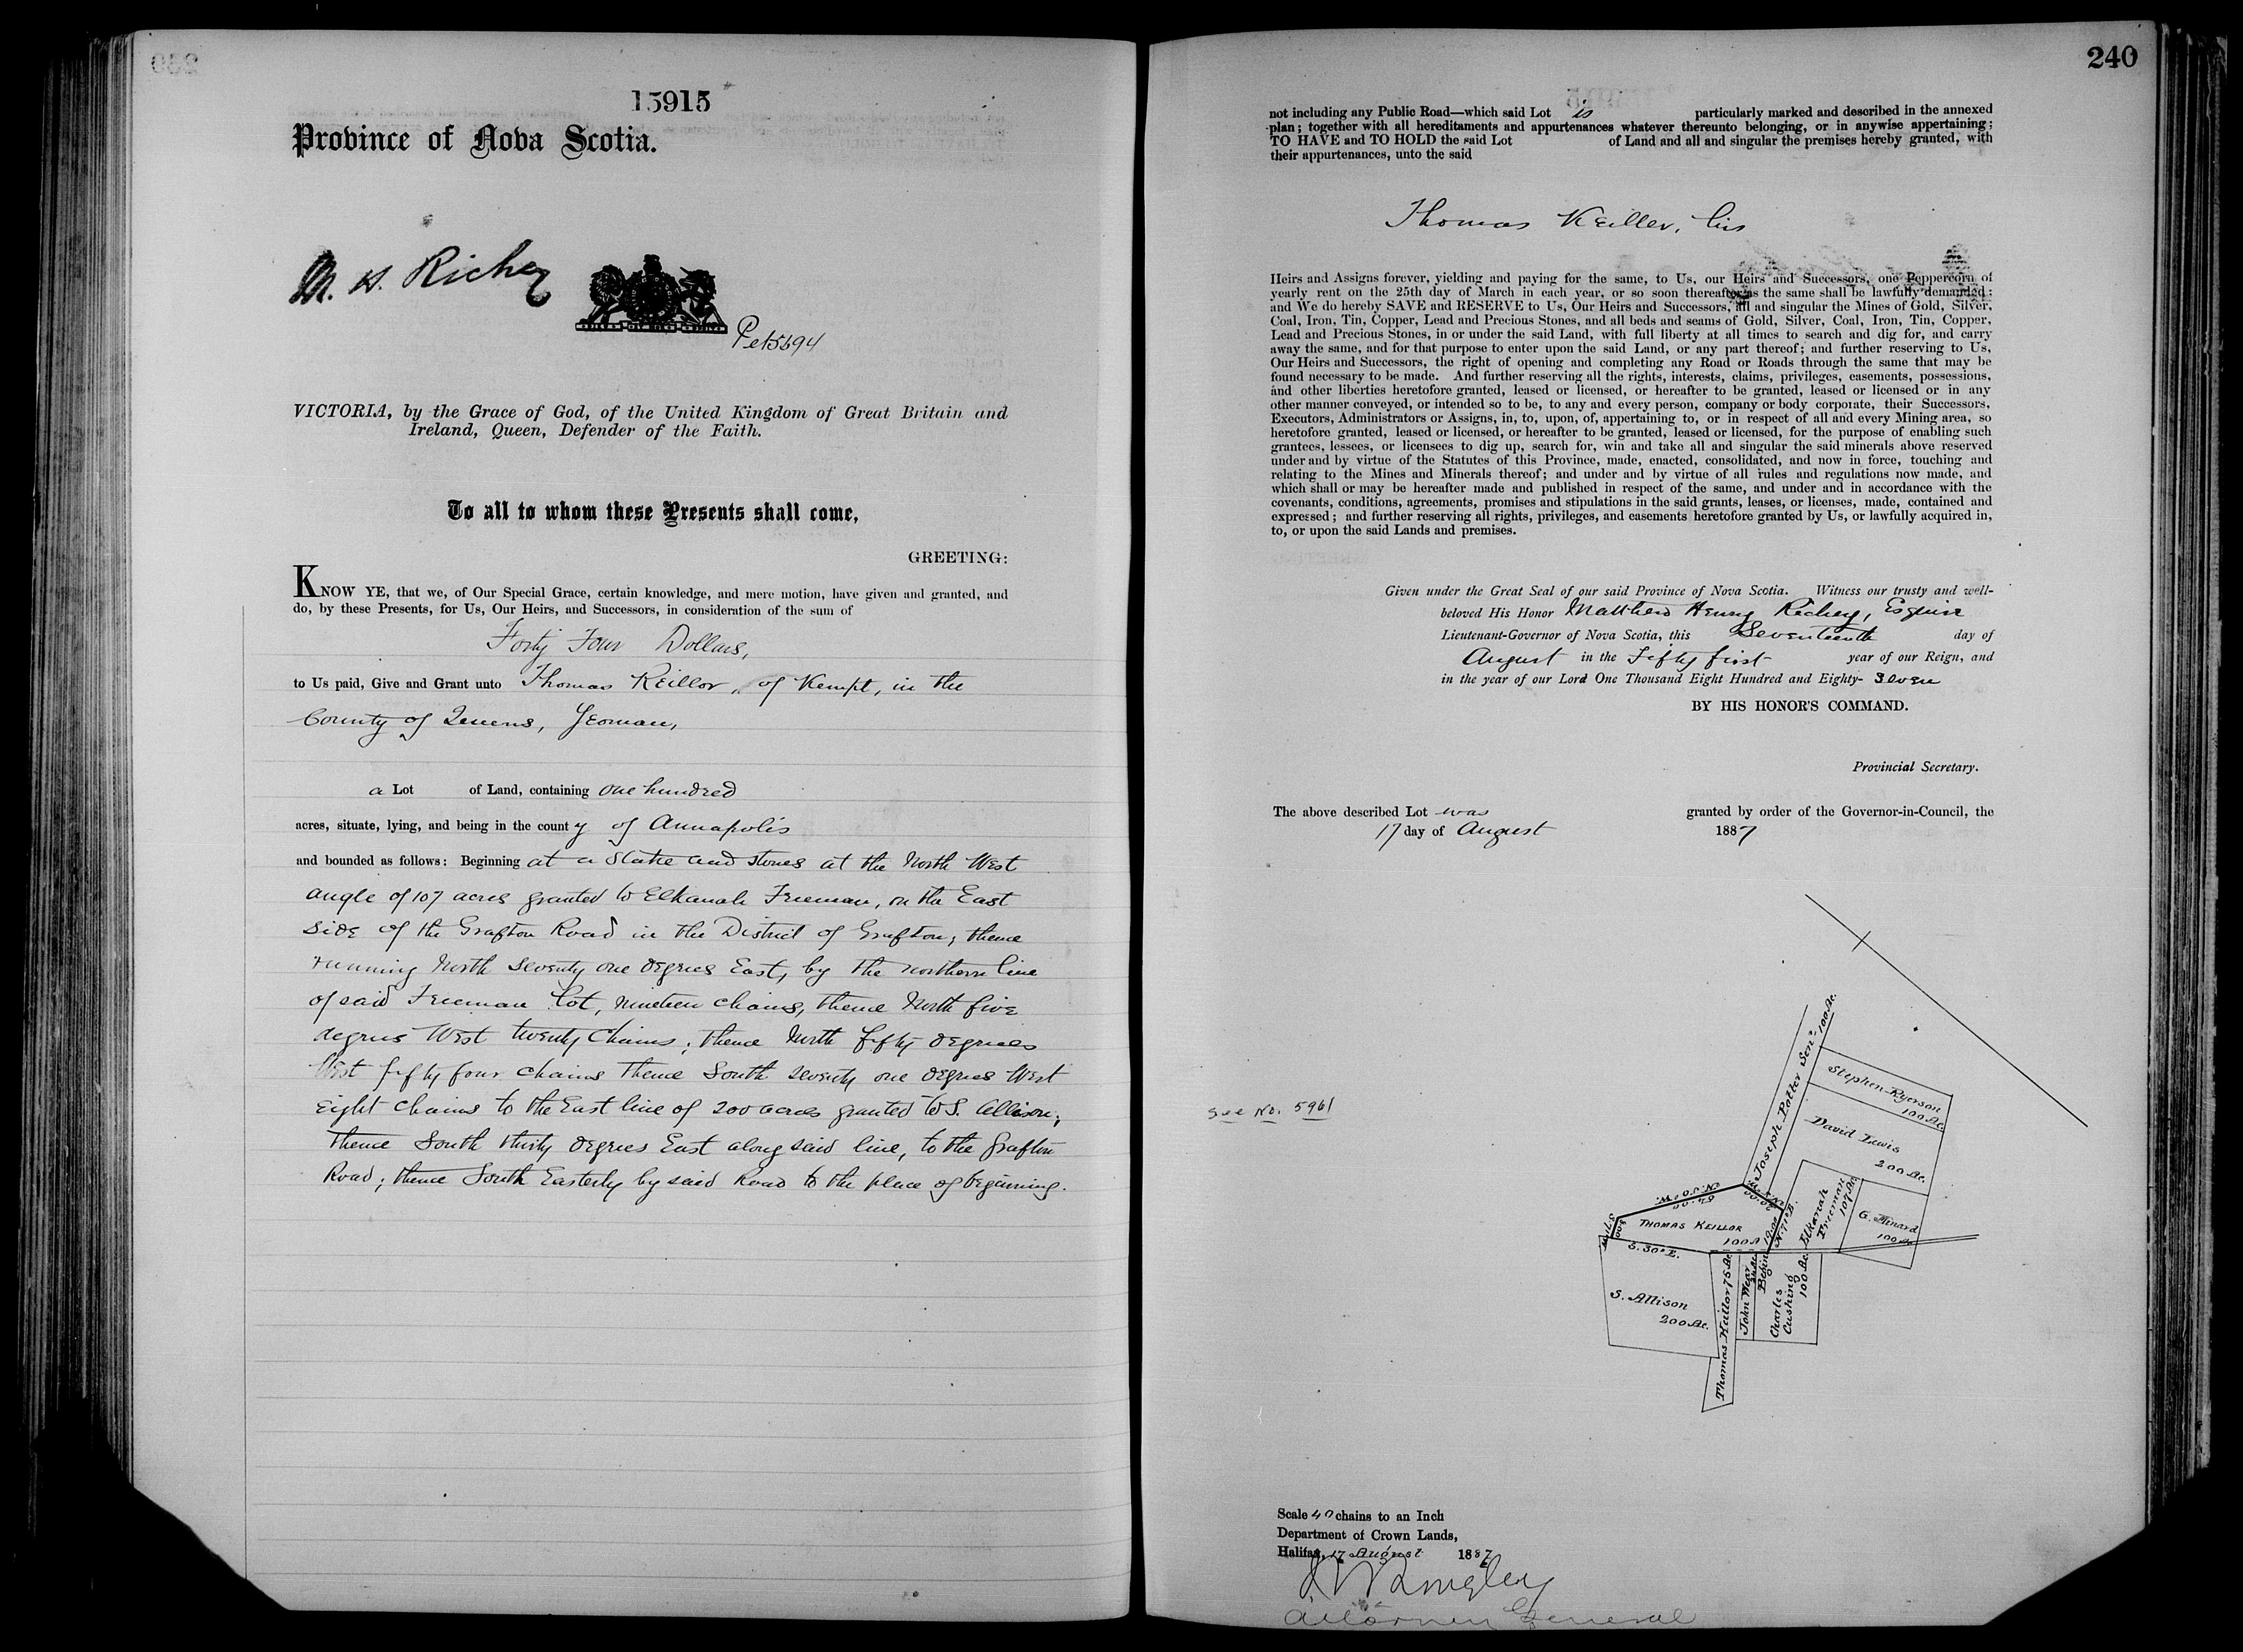 15915
Province of Nova Scotia.
M. H. Richey
Pet 5694
VICTORIA, by the Grace of God, of the United Kingdom of Great Britain and
Ireland, Queen, Defender of the Faith.
To all to whom these Presents shall come,
GREETING:
KNOW YE, that we, of Our Special Grace, certain knowledge, and mere motion, have given and granted, and
do, by these Presents, for Us, Our Heirs, and Successors, in consideration of the sum of
Forty Four Dollars,
to Us paid, Give and Grant unto Thomas Keillor, of Kempt, in the
County of Queens, Yeoman,
a Lot of Land, containing one hundred
acres, situate, lying, and being in the county of Annapolis
and bounded as follows: Beginning at a Stake and stones at the North West
angle of 107 acres granted to Elkanah Freeman, on the East
side of the Grafton Road in the District of Grafton; thence
running North seventy one degrees East, by the northern line
of said Freeman lot, nineteen chains, thence North five
degrees West twenty chains; thence North fifty degrees
West fifty four chains thence South seventy one degrees West
eight chains to the East line of 200 acres granted to S. Allison;
thence South thirty degrees East along said line, to the Grafton
Road; thence South Easterly by said Road to the place of beginning.
240
not including any Public Road—which said Lot is particularly marked and described in the annexed
plan; together with all hereditaments and appurtenances whatever thereunto belonging, or in anywise appertaining;
TO HAVE and TO HOLD the said Lot of Land and all and singular the premises hereby granted, with
their appurtenances, unto the said
Thomas Keillor, his
Heirs and Assigns forever, yielding and paying for the same, to Us, our Heirs and Successors, one Peppercorn of
yearly rent on the 25th day of March in each year, or so soon thereafter as the same shall be lawfully demanded:
and We do hereby SAVE and RESERVE to Us, Our Heirs and Successors, all and singular the Mines of Gold, Silver,
Coal, Iron, Tin, Copper, Lead and Precious Stones, and all beds and seams of Gold, Silver, Coal, Iron, Tin, Copper,
Lead and Precious Stones, in or under the said Land, with full liberty at all times to search and dig for, and carry
away the same, and for that purpose to enter upon the said Land, or any part thereof; and further reserving to Us,
Our Heirs and Successors, the right of opening and completing any Road or Roads through the same that may be
found necessary to be made. And further reserving all the rights, interests, claims, privileges, easements, possessions,
and other liberties heretofore granted, leased or licensed, or hereafter to be granted, leased or licensed or in any
other manner conveyed, or intended so to be, to any and every person, company or body corporate, their Successors,
Executors, Administrators or Assigns, in, to, upon, of, appertaining to, or in respect of all and every Mining area, so
heretofore granted, leased or licensed, or hereafter to be granted, leased or licensed, for the purpose of enabling such
grantees, lessees, or licensees to dig up, search for, win and take all and singular the said minerals above reserved
under and by virtue of the Statutes of this Province, made, enacted, consolidated, and now in force, touching and
relating to the Mines and Minerals thereof; and under and by virtue of all rules and regulations now made, and
which shall or may be hereafter made and published in respect of the same, and under and in accordance with the
covenants, conditions, agreements, promises and stipulations in the said grants, leases, or licenses, made, contained and
expressed; and further reserving all rights, privileges, and easements heretofore granted by Us, or lawfully acquired in,
to, or upon the said Lands and premises.
Given under the Great Seal of our said Province of Nova Scotia. Witness our trusty and well-
beloved His Honor Matthew Henry Richey, Esquire
Lieutenant-Governor of Nova Scotia, this Seventeenth day of
August in the Fifty first year of our Reign, and
in the year of our Lord One Thousand Eight Hundred and Eighty- Seven
BY HIS HONOR'S COMMAND.
Provincial Secretary.
The above described Lot was granted by order of the Governor-in-Council, the
17 day of August 1887
See No. 5961
Joseph Potter Senr. 100 Ac.
Stephen Ryerson
100 Ac.
David Lewis
200 Ac.
N. 50° W.
54.00
20.00
S 71 W
8.00
THOMAS KEILLOR
100 A
19.00
N. 71° E.
Elkanah
Freeman
107 Ac.
G. Minard
100 Ac.
S. 30° E.
S. Allison
200 Ac.
Thomas Keillor 75 Ac.
John Wear
Begin
Charles
Cushing
100 Ac.
Scale 40 chains to an Inch
Department of Crown Lands,
Halifax, 17 August 1887
J W Longley
Attorney General